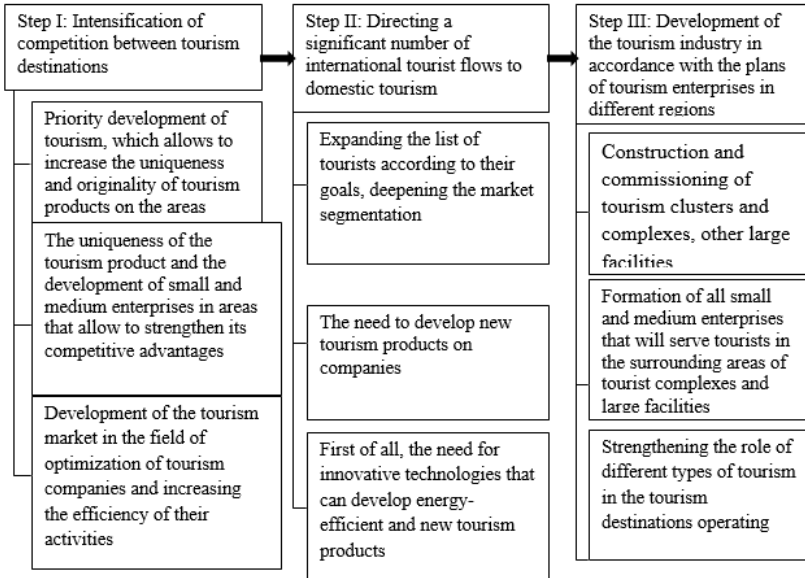 Step I: Intensification of
competition between tourism
destinations
Priority development of
tourism, which allows to
increase the uniqueness
and originality of tourism
products on the areas
The uniqueness of the
tourism product and the
development of small and
medium enterprises in areas
that allow to strengthen its
competitive advantages
Development of the tourism
market in the field of
optimization of tourism
companies and increasing
the efficiency of their
activities
Step II: Directing a
significant number of
international tourist flows to
domestic tourism
Expanding the list of
tourists according to their
goals, deepening the market
segmentation
The need to develop new
tourism products on
companies
First of all, the need for
innovative technologies that
can develop energy-
efficient and new tourism
products
Step III: Development of
the tourism industry in
accordance with the plans
of tourism enterprises in
different regions
Construction and
commissioning of
tourism clusters and
complexes, other large
facilities
Formation of all small
and medium enterprises
that will serve tourists in
the surrounding areas of
tourist complexes and
large facilities
Strengthening the role of
different types of tourism
in the tourism
destinations operating